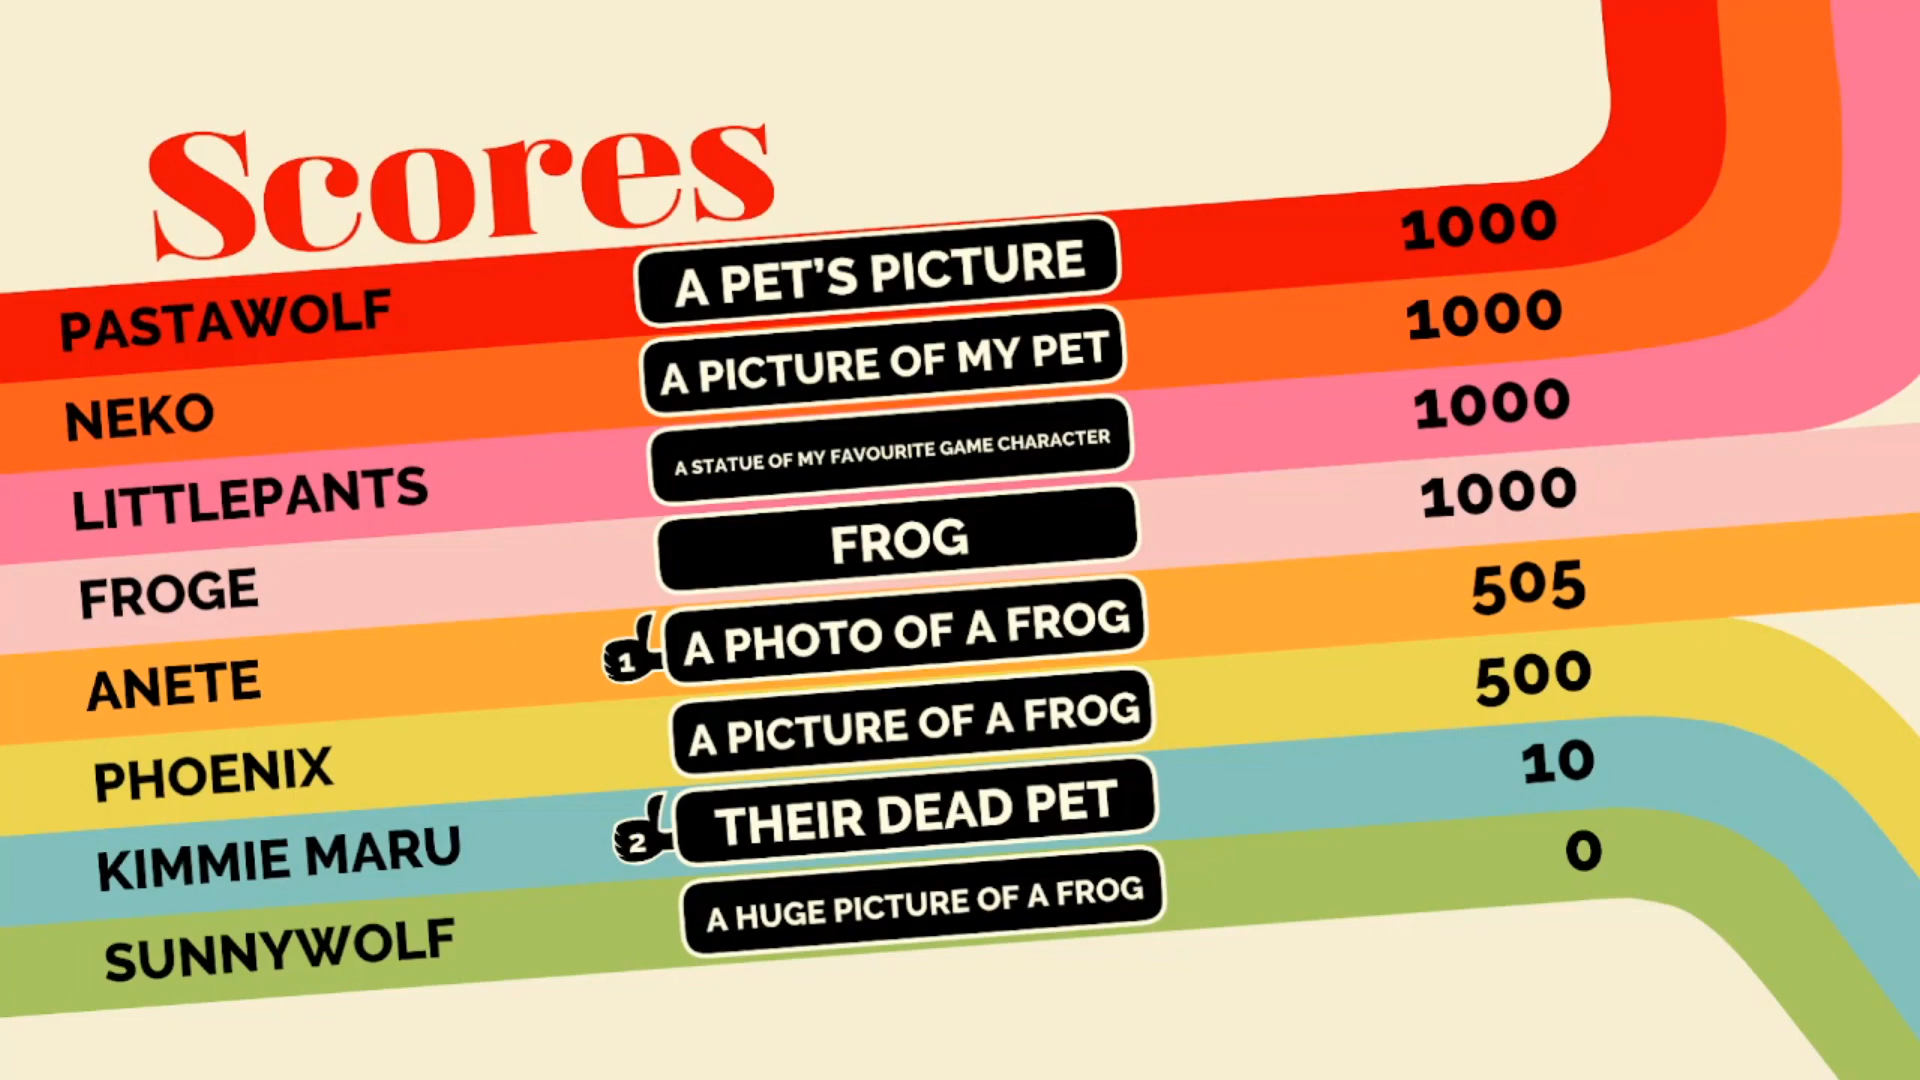 Scores
PASTAWOLF A PET'S PICTURE 1000
NEKO A PICTURE OF MY PET 1000
LITTLEPANTS A STATUE OF MY FAVOURITE GAME CHARACTER 1000
FROGE FROG 1000
ANETE 1 A PHOTO OF A FROG 505
PHOENIX A PICTURE OF A FROG 500
KIMMIE MARU 2 THEIR DEAD PET 10
SUNNYWOLF A HUGE PICTURE OF A FROG 0